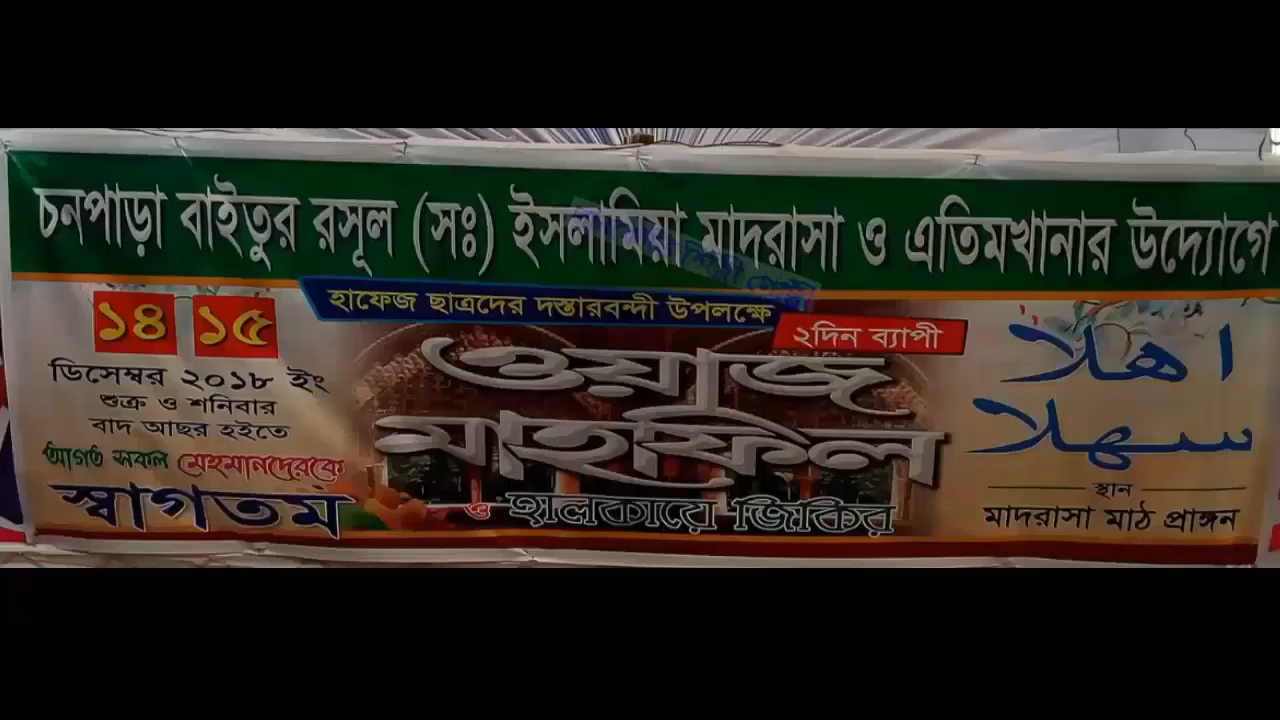 চনপাড়া বাইতুর রসূল (সঃ) ইসলামিয়া মাদরাসা ও এতিমখানার উদ্যোগে
হাফেজ ছাত্রদের দস্তারবন্দী উপলক্ষে
২দিন ব্যাপী
ওয়াজ
মাহফিল
ও হালকায়ে জিকির
১৪ ১৫
ডিসেম্বর ২০১৮ ইং
শুক্র ও শনিবার
বাদ আছর হইতে
আগত সকল মেহমানদেরকে
স্বাগতম
اهلا
سهلا
স্থান
মাদরাসা মাঠ প্রাঙ্গন